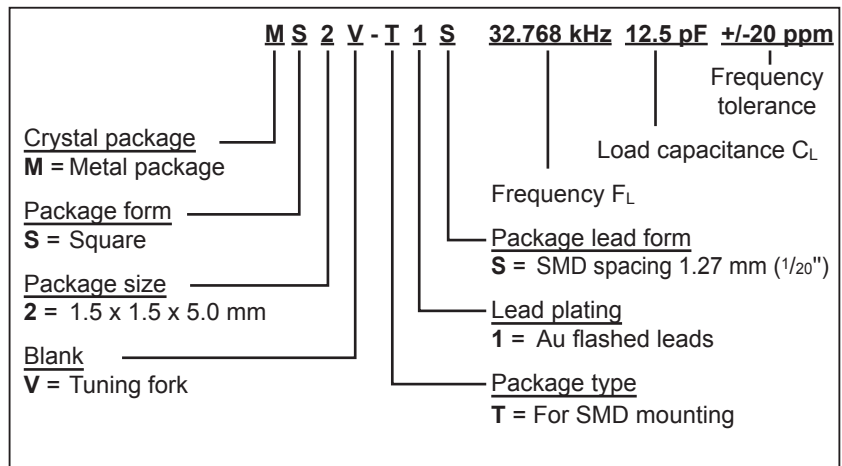 M S 2 V - T 1 S 32.768 kHz 12.5 pF +/-20 ppm
Frequency
tolerance
Load capacitance CL
Frequency FL
Crystal package
M = Metal package
Package form
S = Square
Package size
2 = 1.5 x 1.5 x 5.0 mm
Blank
V = Tuning fork
Package lead form
S = SMD spacing 1.27 mm (1/20")
Lead plating
1 = Au flashed leads
Package type
T = For SMD mounting